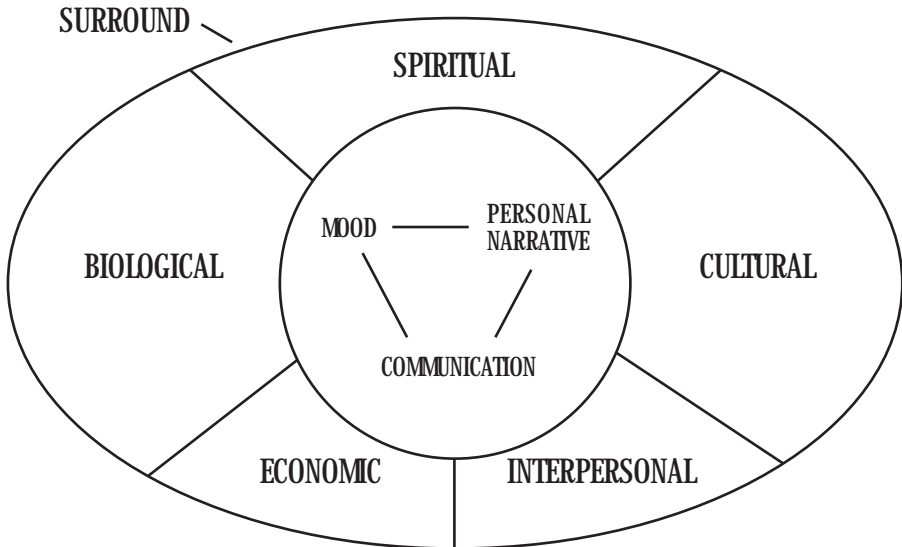 SURROUND
SPIRITUAL
MOOD
PERSONAL
NARRATIVE
BIOLOGICAL
CULTURAL
COMMUNICATION
ECONOMIC
INTERPERSONAL